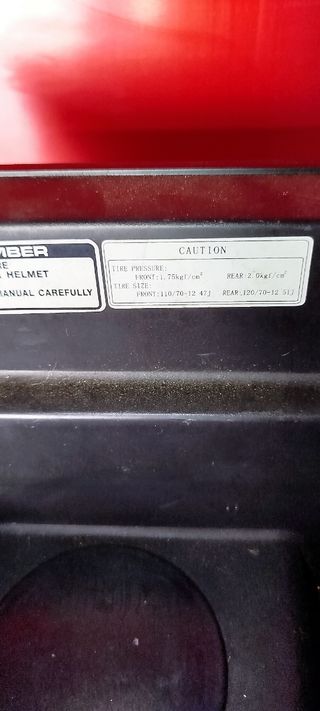 MBER
RE
HELMET
MANUAL CAREFULLY
CAUTION
TIRE PRESSURE:
FRONT:1.75kgf/cm² REAR:2.0kgf/cm²
TIRE SIZE:
FRONT:110/70-12 47J REAR:120/70-12 51J